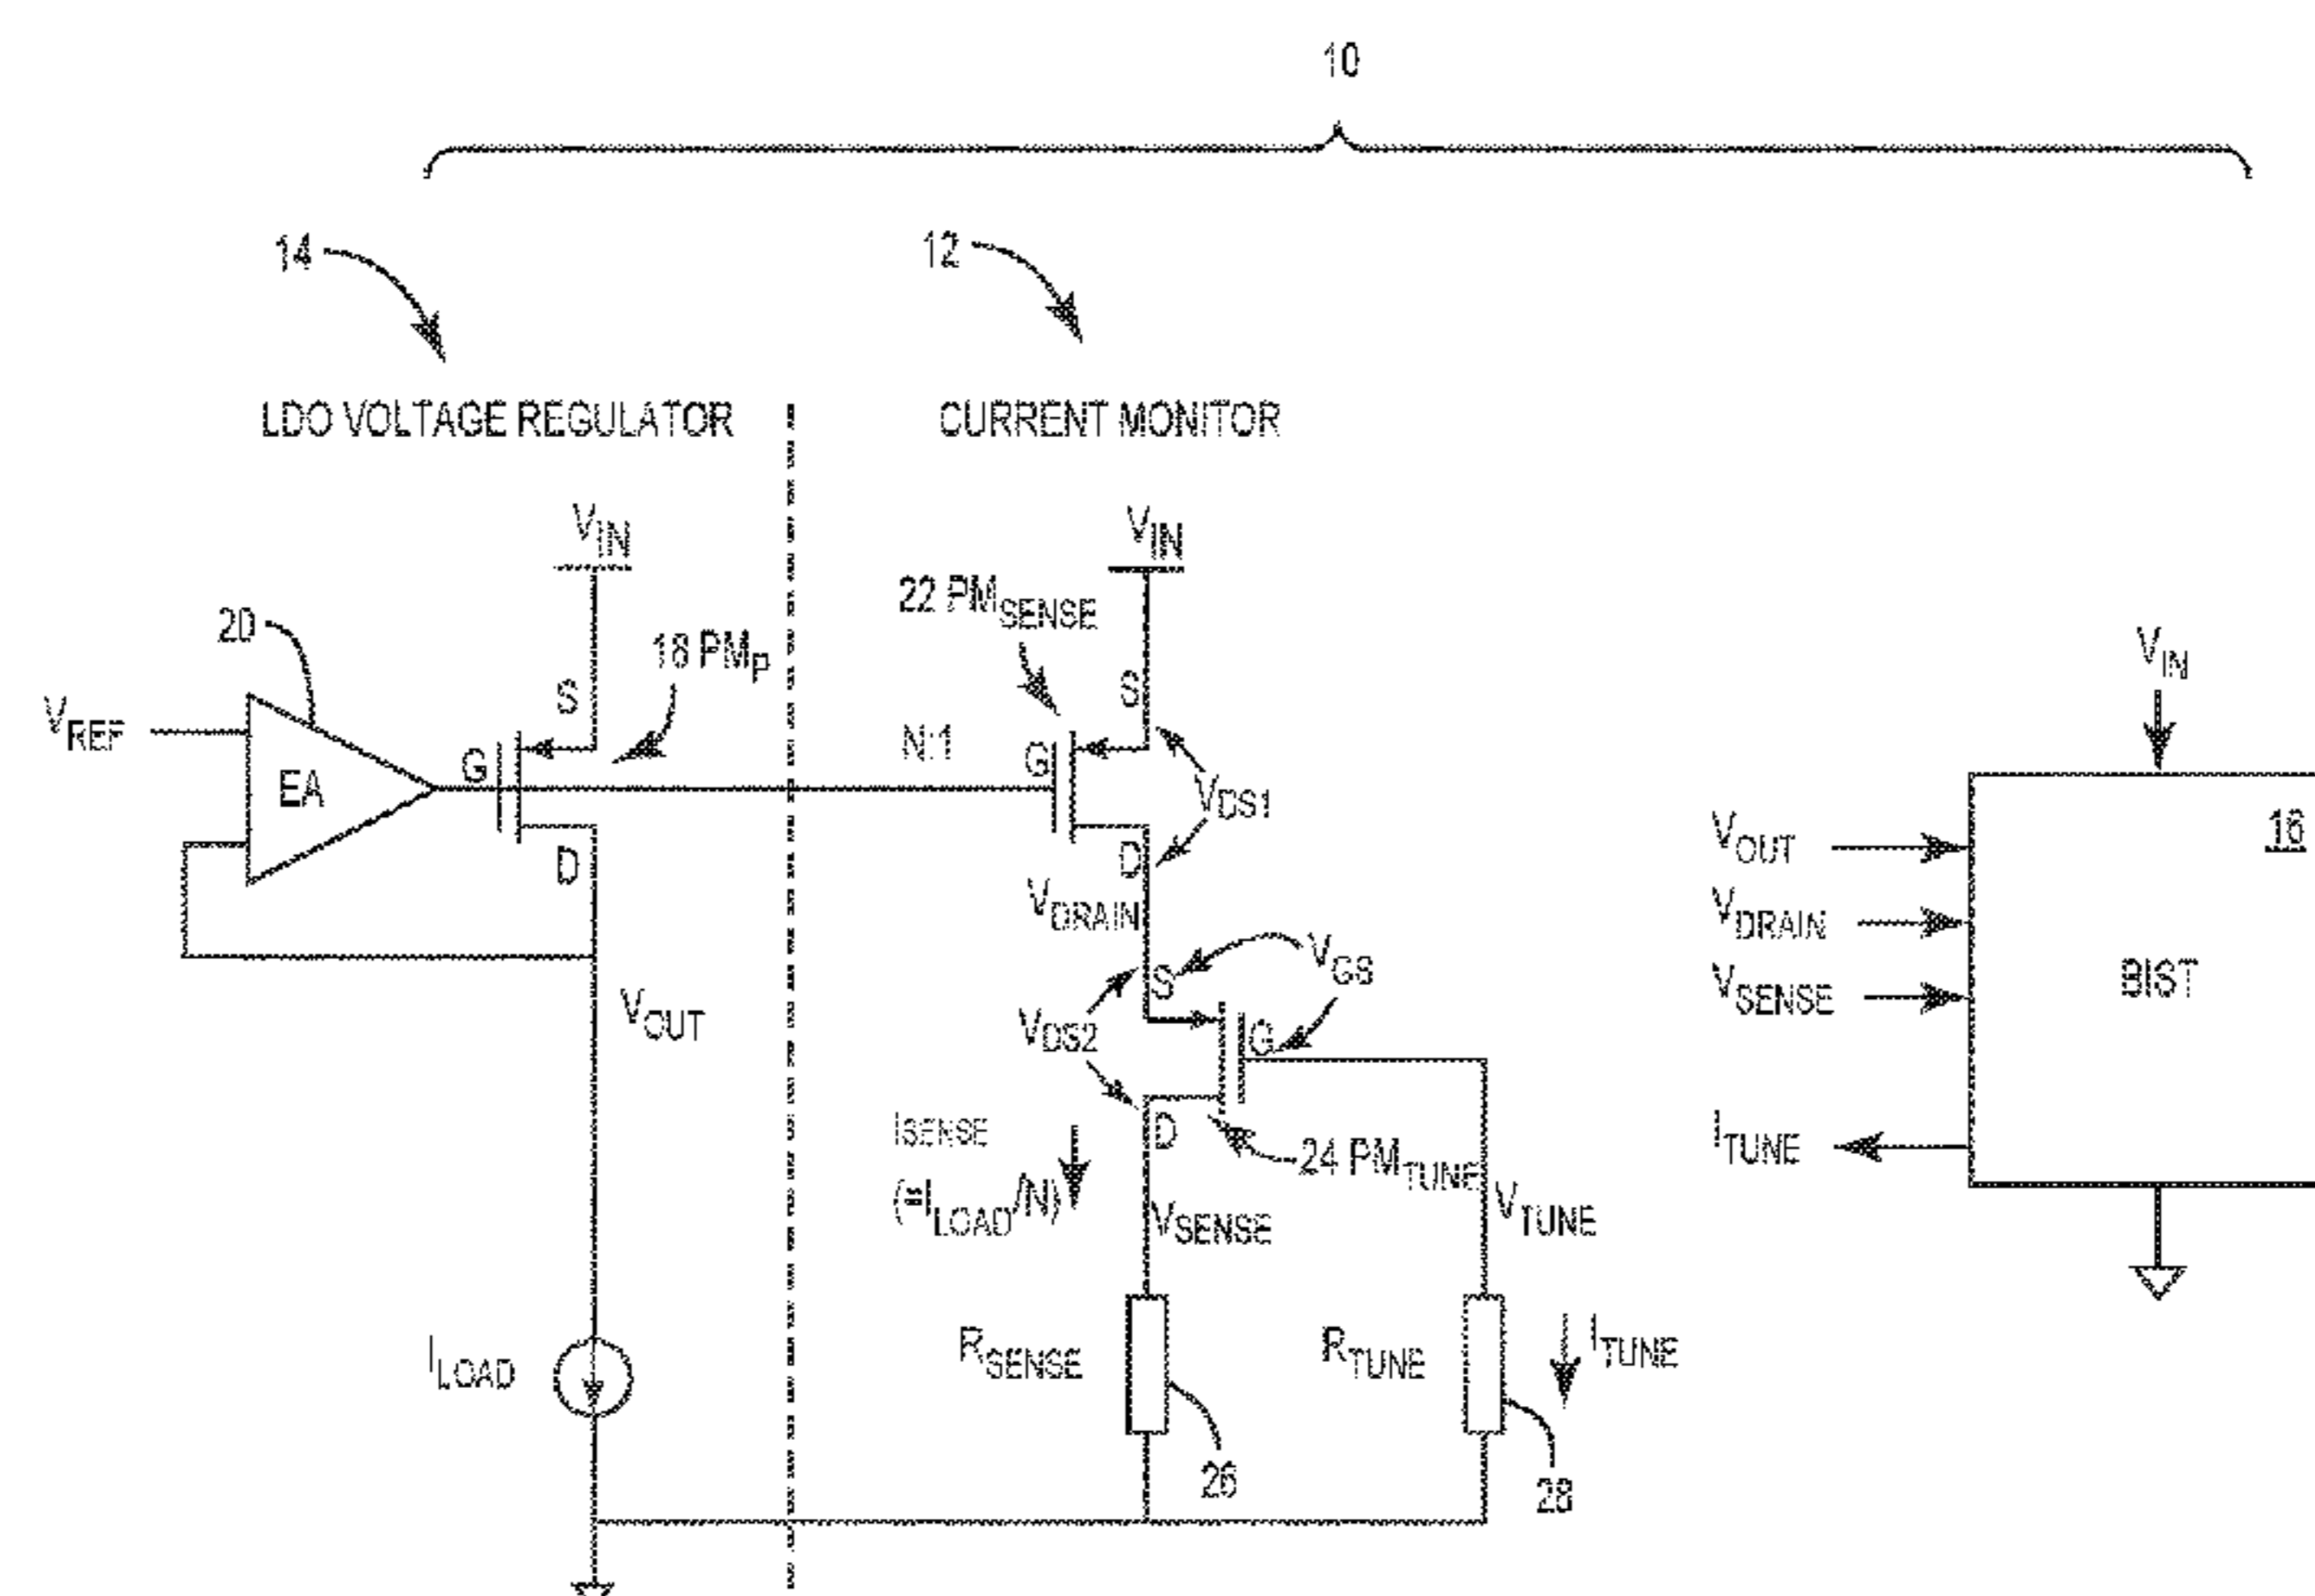 10
14
12
LDO VOLTAGE REGULATOR
CURRENT MONITOR
VIN
VIN
22 PMSENSE
20
18 PMP
VIN
S
S
VREF
N:1
G
G
EA
VDS1
VOUT
16
D
D
VDRAIN
VDRAIN
VGS
S
VSENSE
BIST
VOUT
VDS2
G
ISENSE
D
24 PMTUNE
ITUNE
(=ILOAD/N)
VSENSE
VTUNE
ILOAD
RSENSE
RTUNE
ITUNE
26
28